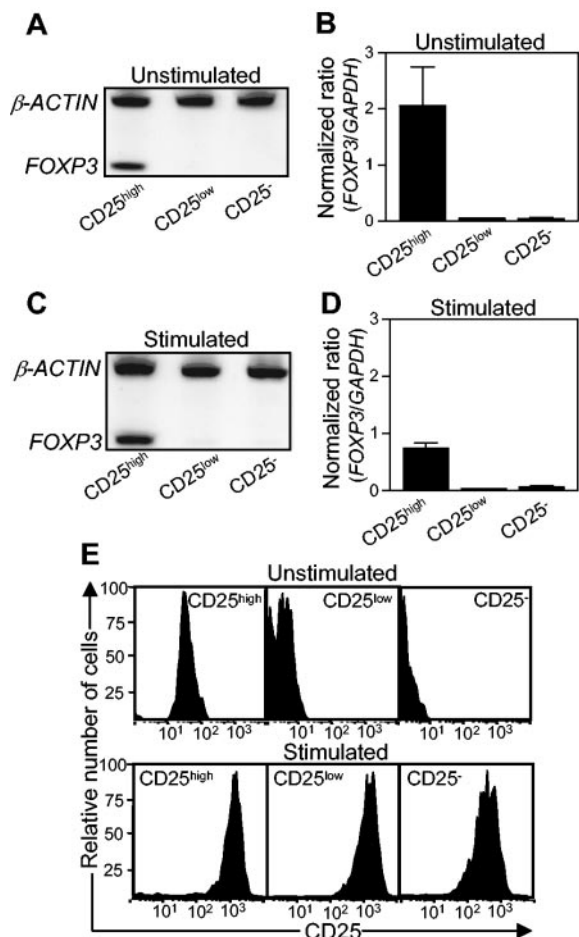 A
Unstimulated
β-ACTIN
FOXP3
CD25high
CD25low
CD25-
B
Unstimulated
Normalized ratio
(FOXP3/GAPDH)
3
2
1
0
CD25high
CD25low
CD25-
C
Stimulated
β-ACTIN
FOXP3
CD25high
CD25low
CD25-
D
Stimulated
Normalized ratio
(FOXP3/GAPDH)
3
2
1
0
CD25high
CD25low
CD25-
E
Unstimulated
Relative number of cells
100
75
50
25
CD25high
CD25low
CD25-
10¹ 10² 10³
10¹ 10² 10³
10¹ 10² 10³
Stimulated
100
75
50
25
CD25high
CD25low
CD25-
10¹ 10² 10³
10¹ 10² 10³
10¹ 10² 10³
CD25